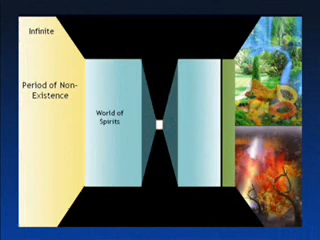 Infinite
Period of Non-
Existence
World of
Spirits